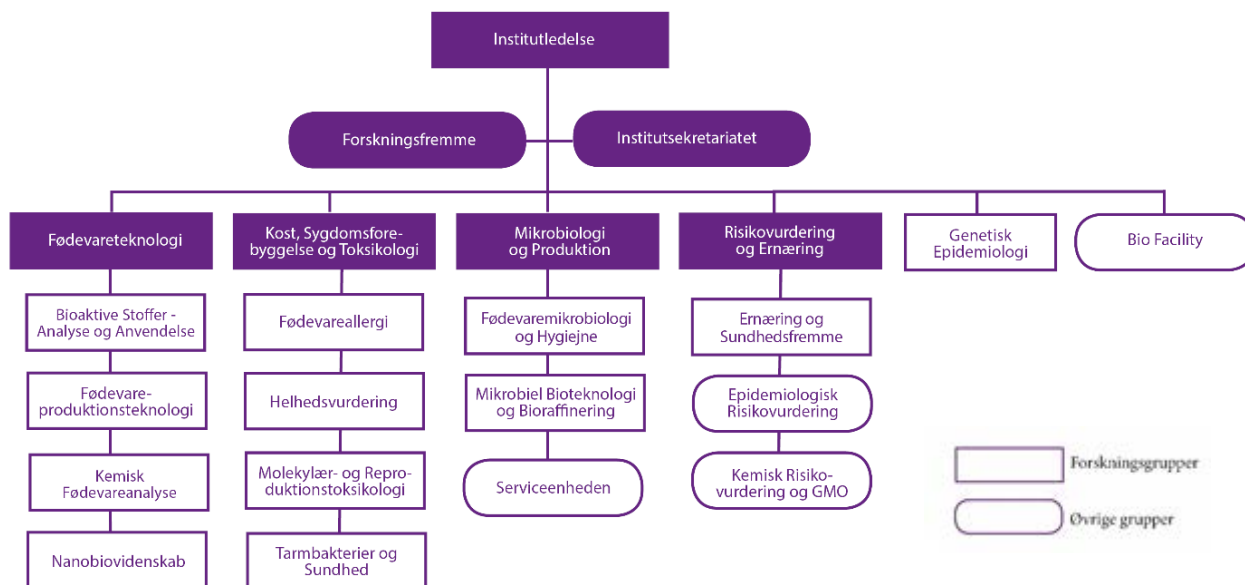 Institutledelse
Forskningsfremme
Institutsekretariatet
Fødevareteknologi
Kost, Sygdomsfore-
byggelse og Toksikologi
Mikrobiologi
og Produktion
Risikovurdering
og Ernæring
Genetisk
Epidemiologi
Bio Facility
Bioaktive Stoffer -
Analyse og Anvendelse
Fødevare-
produktionsteknologi
Kemisk
Fødevareanalyse
Nanobiovidenskab
Fødevareallergi
Helhedsvurdering
Molekylær- og Repro-
duktionstoksikologi
Tarmbakterier og
Sundhed
Fødevaremikrobiologi
og Hygiejne
Mikrobiel Bioteknologi
og Bioraffinering
Serviceenheden
Ernæring og
Sundhedsfremme
Epidemiologisk
Risikovurdering
Kemisk Risiko-
vurdering og GMO
Forskningsgrupper
Øvrige grupper